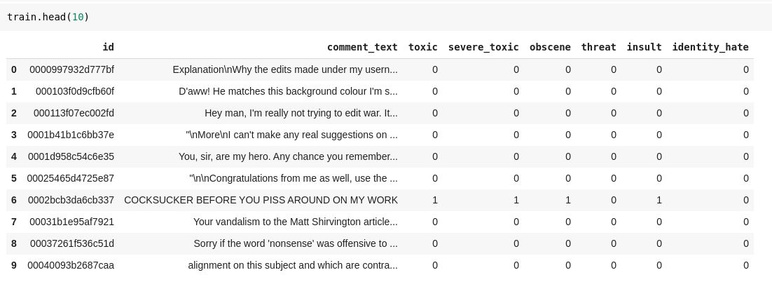 train.head(10)
id comment_text toxic severe_toxic obscene threat insult identity_hate
0 0000997932d777bf Explanation\nWhy the edits made under my usern... 0 0 0 0 0 0
1 000103f0d9cfb60f D'aww! He matches this background colour I'm s... 0 0 0 0 0 0
2 000113f07ec002fd Hey man, I'm really not trying to edit war. It... 0 0 0 0 0 0
3 0001b41b1c6bb37e "\nMore\nI can't make any real suggestions on ... 0 0 0 0 0 0
4 0001d958c54c6e35 You, sir, are my hero. Any chance you remember... 0 0 0 0 0 0
5 00025465d4725e87 "\n\nCongratulations from me as well, use the ... 0 0 0 0 0 0
6 0002bcb3da6cb337 COCKSUCKER BEFORE YOU PISS AROUND ON MY WORK 1 1 1 0 1 0
7 00031b1e95af7921 Your vandalism to the Matt Shirvington article... 0 0 0 0 0 0
8 00037261f536c51d Sorry if the word 'nonsense' was offensive to ... 0 0 0 0 0 0
9 00040093b2687caa alignment on this subject and which are contra... 0 0 0 0 0 0